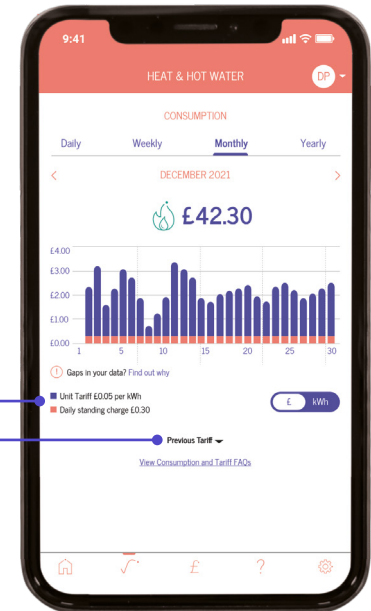 9:41
HEAT & HOT WATER
DP
CONSUMPTION
Daily Weekly Monthly Yearly
< DECEMBER 2021 >
£42.30
£4.00
£3.00
£2.00
£1.00
£0.00
1 5 10 15 20 25 30
! Gaps in your data? Find out why
Unit Tariff £0.05 per kWh
Daily standing charge £0.30
£ kWh
Previous Tariff
View Consumption and Tariff FAQs
£ ?